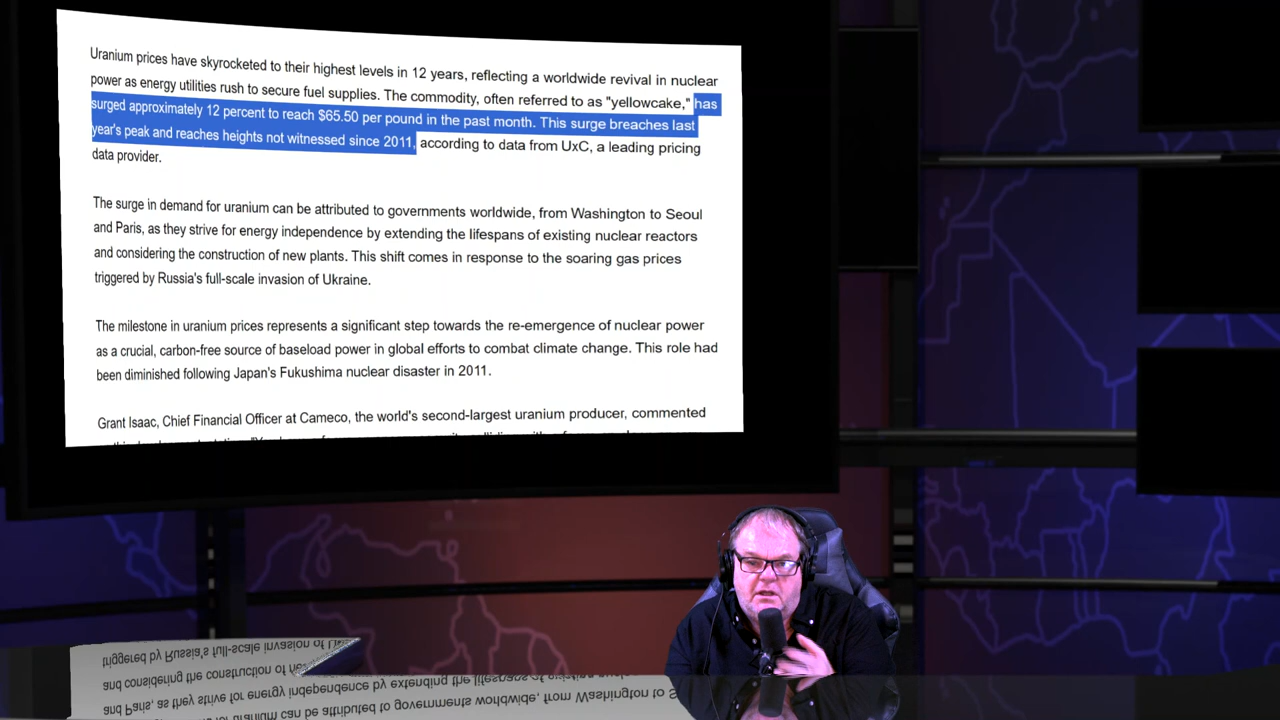 Uranium prices have skyrocketed to their highest levels in 12 years, reflecting a worldwide revival in nuclear
power as energy utilities rush to secure fuel supplies. The commodity, often referred to as "yellowcake," has
surged approximately 12 percent to reach $65.50 per pound in the past month. This surge breaches last
year's peak and reaches heights not witnessed since 2011, according to data from UxC, a leading pricing
data provider.
The surge in demand for uranium can be attributed to governments worldwide, from Washington to Seoul
and Paris, as they strive for energy independence by extending the lifespans of existing nuclear reactors
and considering the construction of new plants. This shift comes in response to the soaring gas prices
triggered by Russia's full-scale invasion of Ukraine.
The milestone in uranium prices represents a significant step towards the re-emergence of nuclear power
as a crucial, carbon-free source of baseload power in global efforts to combat climate change. This role had
been diminished following Japan's Fukushima nuclear disaster in 2011.
Grant Isaac, Chief Financial Officer at Cameco, the world's second-largest uranium producer, commented